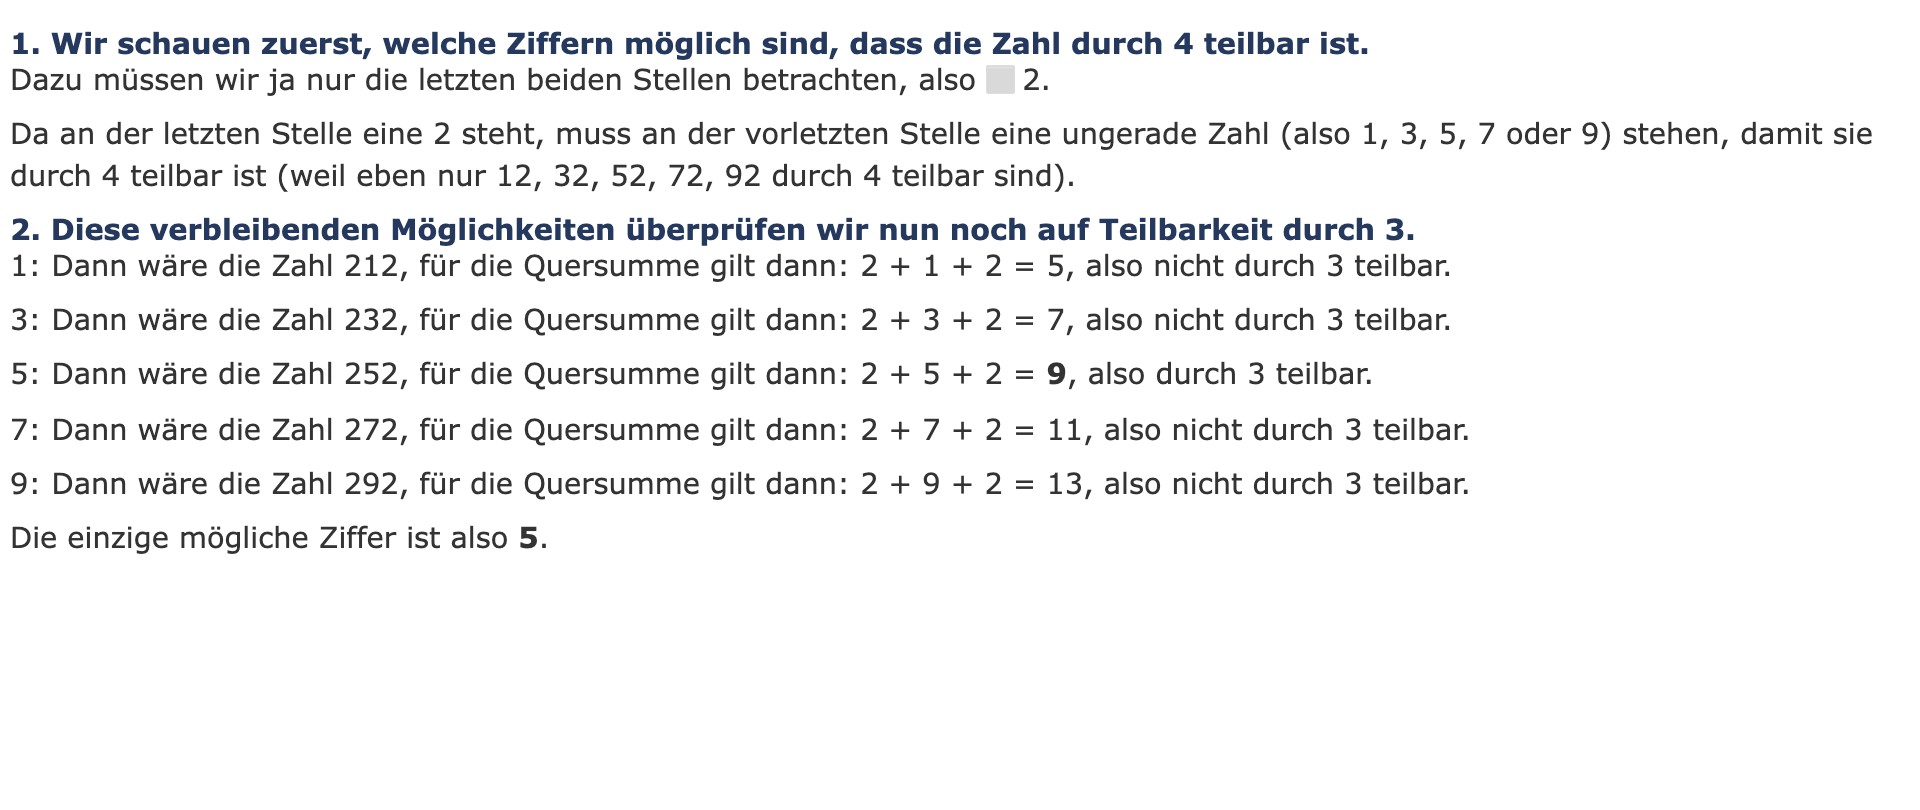 1. Wir schauen zuerst, welche Ziffern möglich sind, dass die Zahl durch 4 teilbar ist.
Dazu müssen wir ja nur die letzten beiden Stellen betrachten, also 2.
Da an der letzten Stelle eine 2 steht, muss an der vorletzten Stelle eine ungerade Zahl (also 1, 3, 5, 7 oder 9) stehen, damit sie
durch 4 teilbar ist (weil eben nur 12, 32, 52, 72, 92 durch 4 teilbar sind).
2. Diese verbleibenden Möglichkeiten überprüfen wir nun noch auf Teilbarkeit durch 3.
1: Dann wäre die Zahl 212, für die Quersumme gilt dann: 2 + 1 + 2 = 5, also nicht durch 3 teilbar.
3: Dann wäre die Zahl 232, für die Quersumme gilt dann: 2 + 3 + 2 = 7, also nicht durch 3 teilbar.
5: Dann wäre die Zahl 252, für die Quersumme gilt dann: 2 + 5 + 2 = 9, also durch 3 teilbar.
7: Dann wäre die Zahl 272, für die Quersumme gilt dann: 2 + 7 + 2 = 11, also nicht durch 3 teilbar.
9: Dann wäre die Zahl 292, für die Quersumme gilt dann: 2 + 9 + 2 = 13, also nicht durch 3 teilbar.
Die einzige mögliche Ziffer ist also 5.